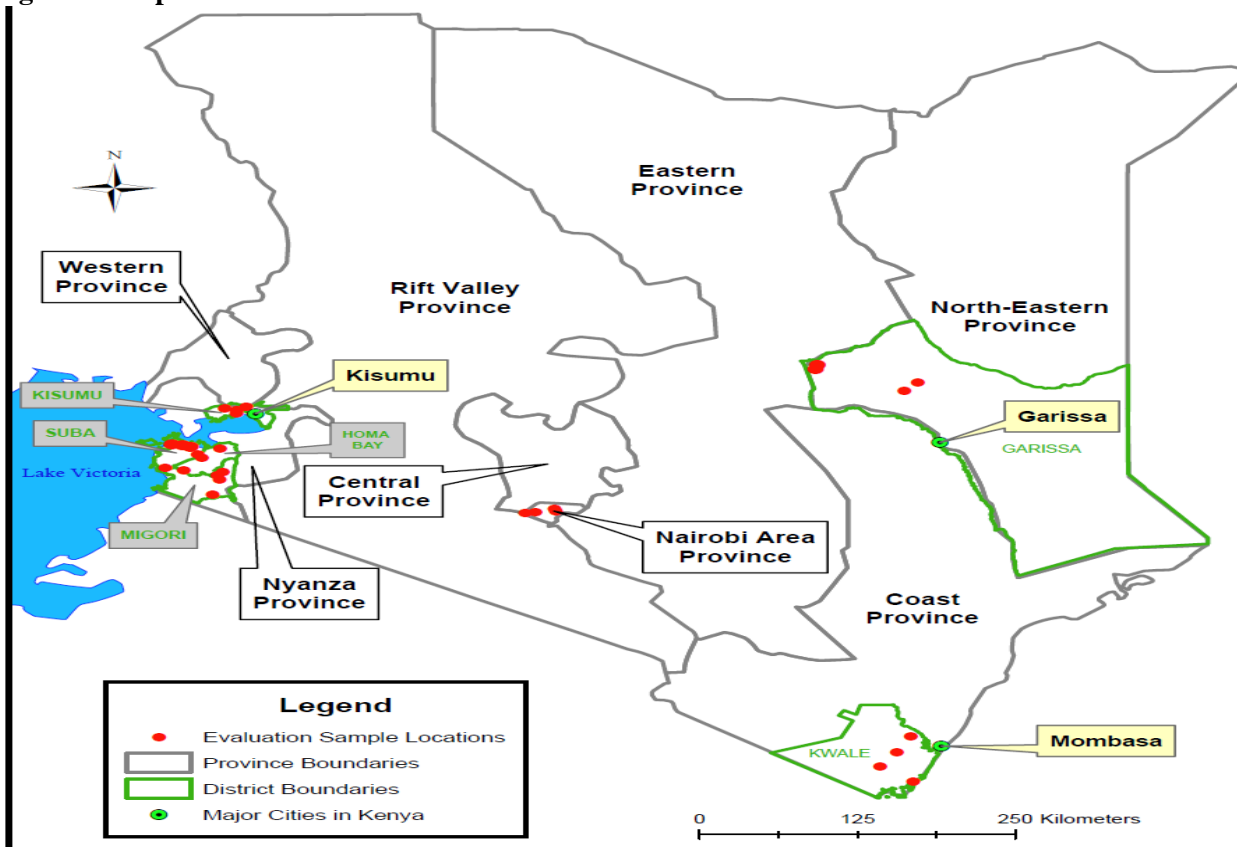 N
Eastern
Province
Western
Province
Rift Valley
Province
North-Eastern
Province
Kisumu
KISUMU
Garissa
SUBA
HOMA
BAY
GARISSA
Lake Victoria
Central
Province
MIGORI
Nairobi Area
Province
Nyanza
Province
Coast
Province
Legend
Evaluation Sample Locations
Province Boundaries
District Boundaries
Major Cities in Kenya
KWALE
Mombasa
0 125 250 Kilometers